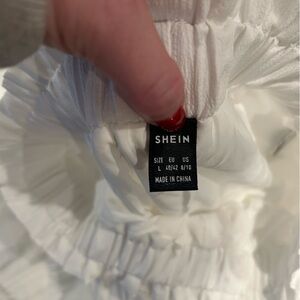 SHEIN
SIZE EU US
L 40/42 8/10
MADE IN CHINA